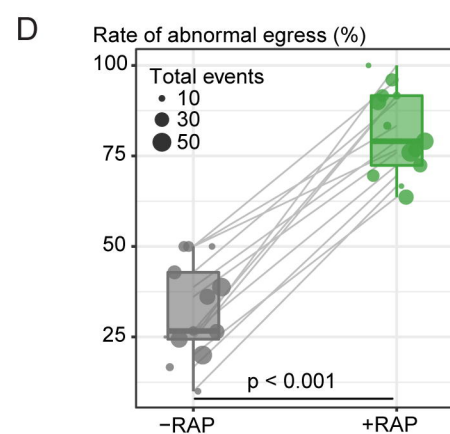 D
Rate of abnormal egress (%)
100
Total events
10
30
50
75
50
25
p < 0.001
−RAP
+RAP